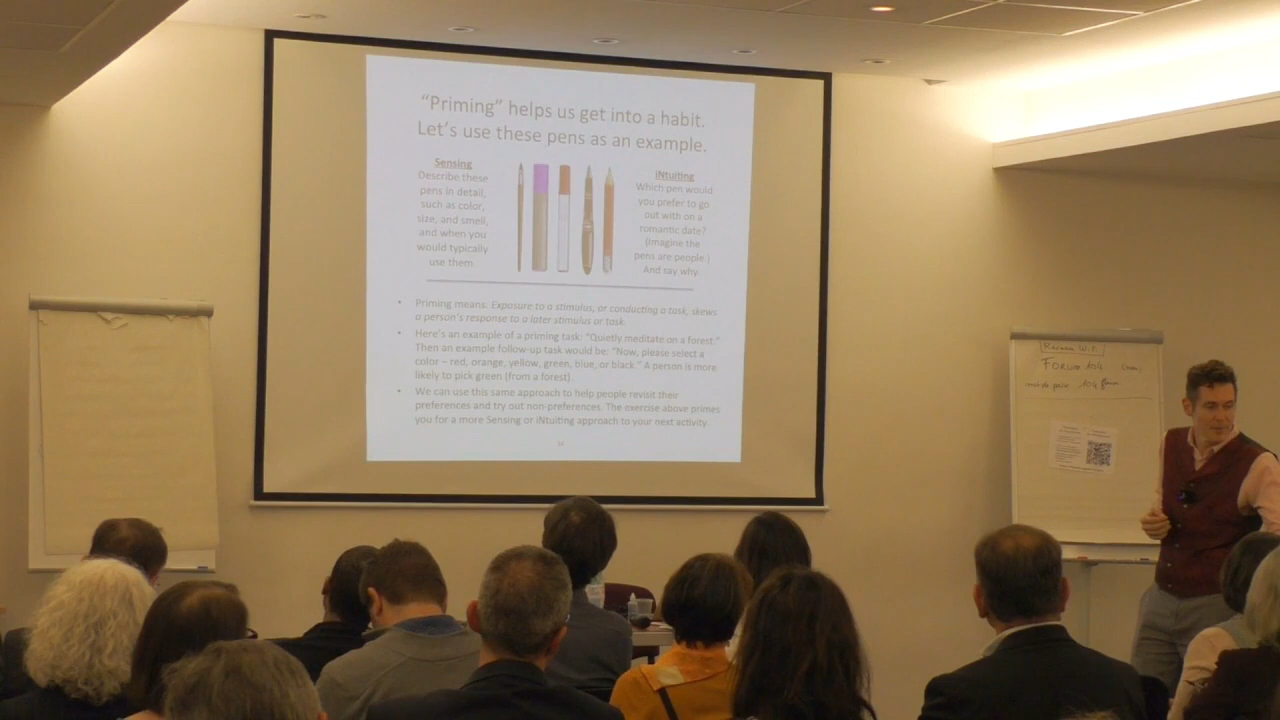 "Priming" helps us get into a habit.
Let's use these pens as an example.
Sensing
Describe these
pens in detail,
such as color,
size, and smell,
and when you
would typically
use them.
iNtuiting
Which pen would
you prefer to go
out with on a
romantic date?
(Imagine the
pens are people.)
And say why.
• Priming means: Exposure to a stimulus, or conducting a task, skews
a person's response to a later stimulus or task.
• Here's an example of a priming task: "Quietly meditate on a forest."
Then an example follow-up task would be: "Now, please select a
color – red, orange, yellow, green, blue, or black." A person is more
likely to pick green (from a forest).
• We can use this same approach to help people revisit their
preferences and try out non-preferences. The exercise above primes
you for a more Sensing or iNtuiting approach to your next activity.
Forum 104
104